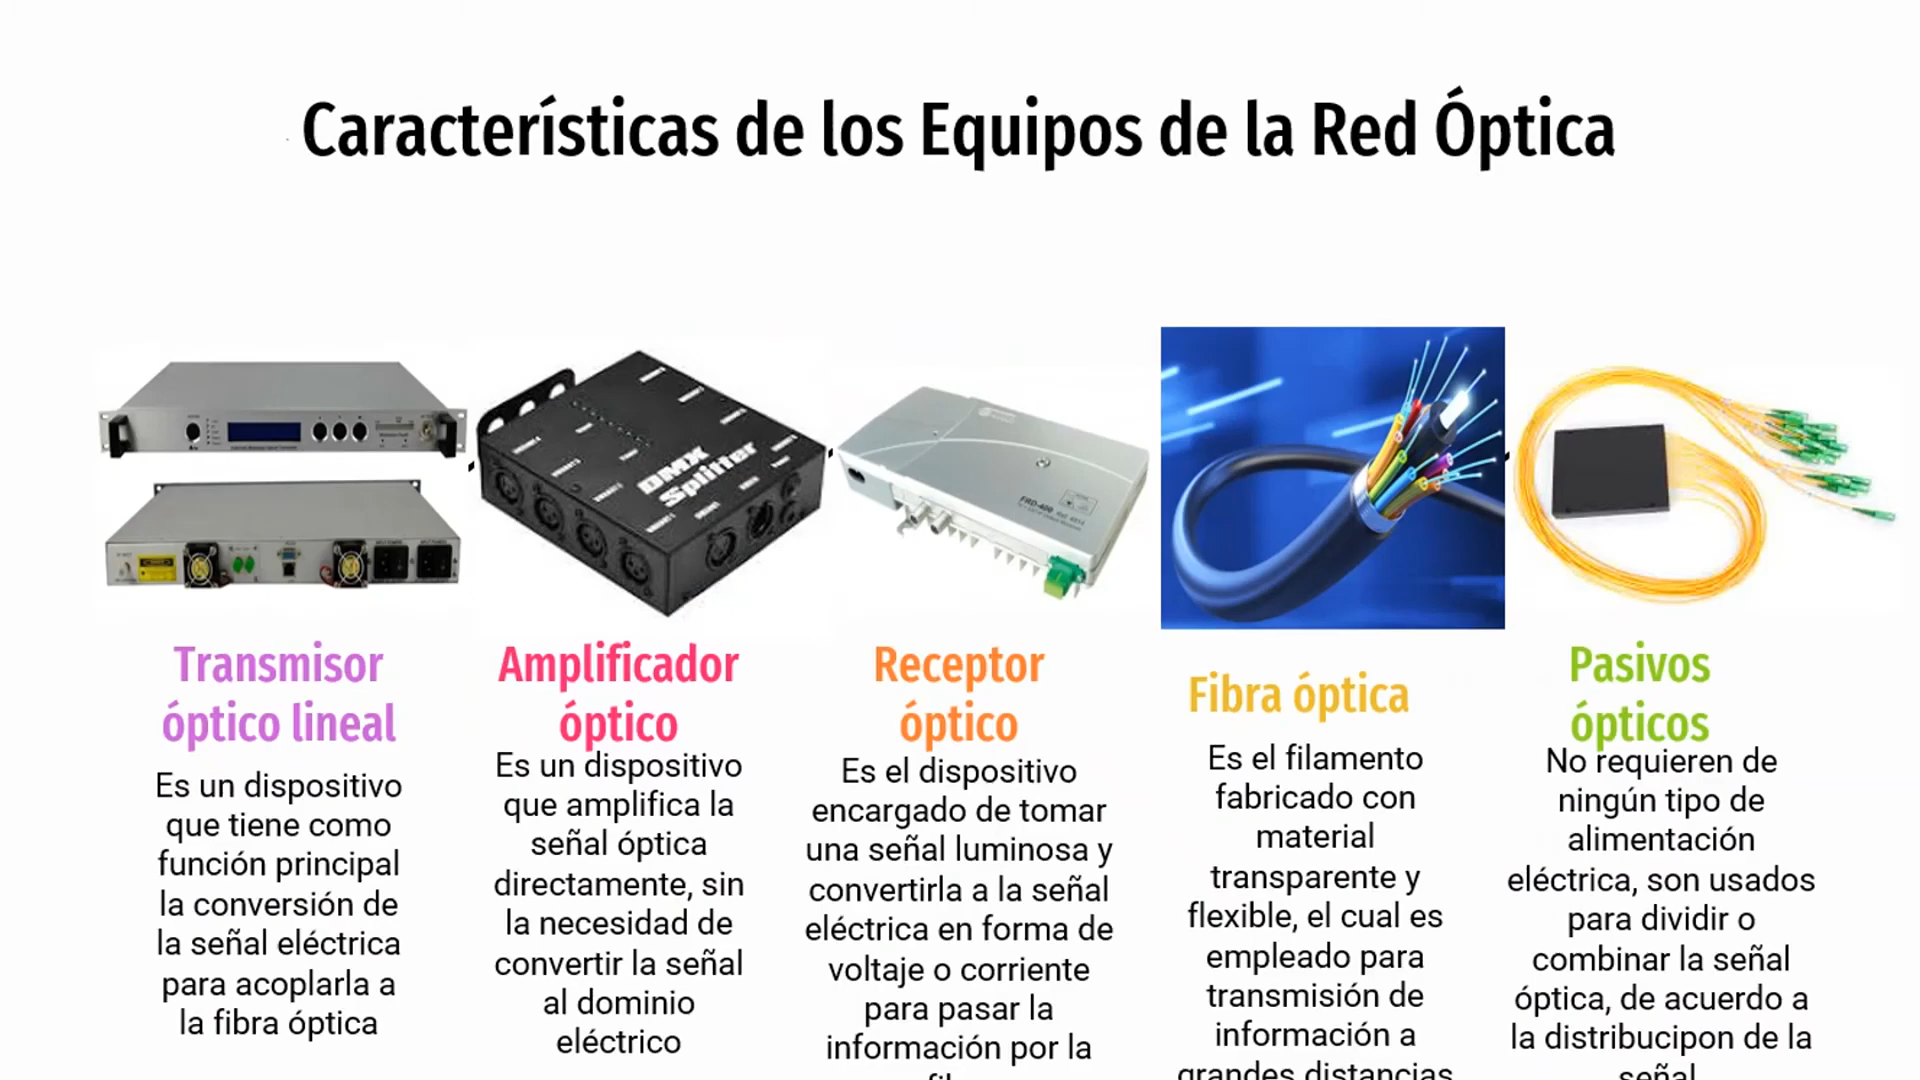 Características de los Equipos de la Red Óptica
DMX
Splitter
FRD-400
Transmisor
óptico lineal
Es un dispositivo
que tiene como
función principal
la conversión de
la señal eléctrica
para acoplarla a
la fibra óptica
Amplificador
óptico
Es un dispositivo
que amplifica la
señal óptica
directamente, sin
la necesidad de
convertir la señal
al dominio
eléctrico
Receptor
óptico
Es el dispositivo
encargado de tomar
una señal luminosa y
convertirla a la señal
eléctrica en forma de
voltaje o corriente
para pasar la
información por la
Fibra óptica
Es el filamento
fabricado con
material
transparente y
flexible, el cual es
empleado para
transmisión de
información a
grandes distancias
Pasivos
ópticos
No requieren de
ningún tipo de
alimentación
eléctrica, son usados
para dividir o
combinar la señal
óptica, de acuerdo a
la distribucipon de la
señal